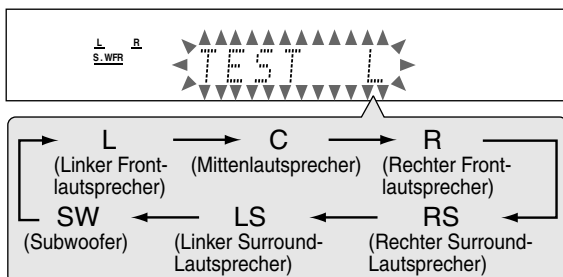 L R
S.WFR
TEST L
L C R
(Linker Front-
lautsprecher)
(Mittenlautsprecher)
(Rechter Front-
lautsprecher)
SW LS RS
(Subwoofer)
(Linker Surround-
Lautsprecher)
(Rechter Surround-
Lautsprecher)